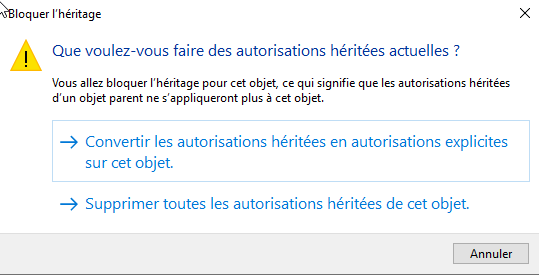 Bloquer l’héritage
Que voulez-vous faire des autorisations héritées actuelles ?
Vous allez bloquer l’héritage pour cet objet, ce qui signifie que les autorisations héritées
d’un objet parent ne s’appliqueront plus à cet objet.
Convertir les autorisations héritées en autorisations explicites
sur cet objet.
Supprimer toutes les autorisations héritées de cet objet.
Annuler